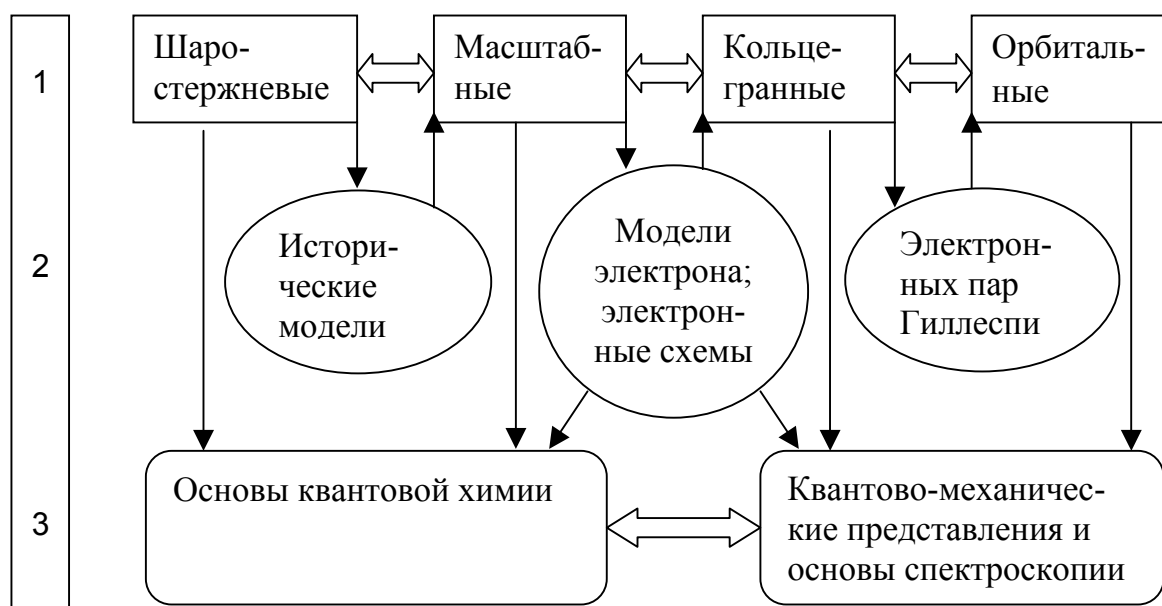 1
Шаро-
стержневые
Масштаб-
ные
Кольце-
гранные
Орбиталь-
ные
2
Истори-
ческие
модели
Модели
электрона;
электрон-
ные схемы
Электрон-
ных пар
Гиллеспи
3
Основы квантовой химии
Квантово-механичес-
кие представления и
основы спектроскопии